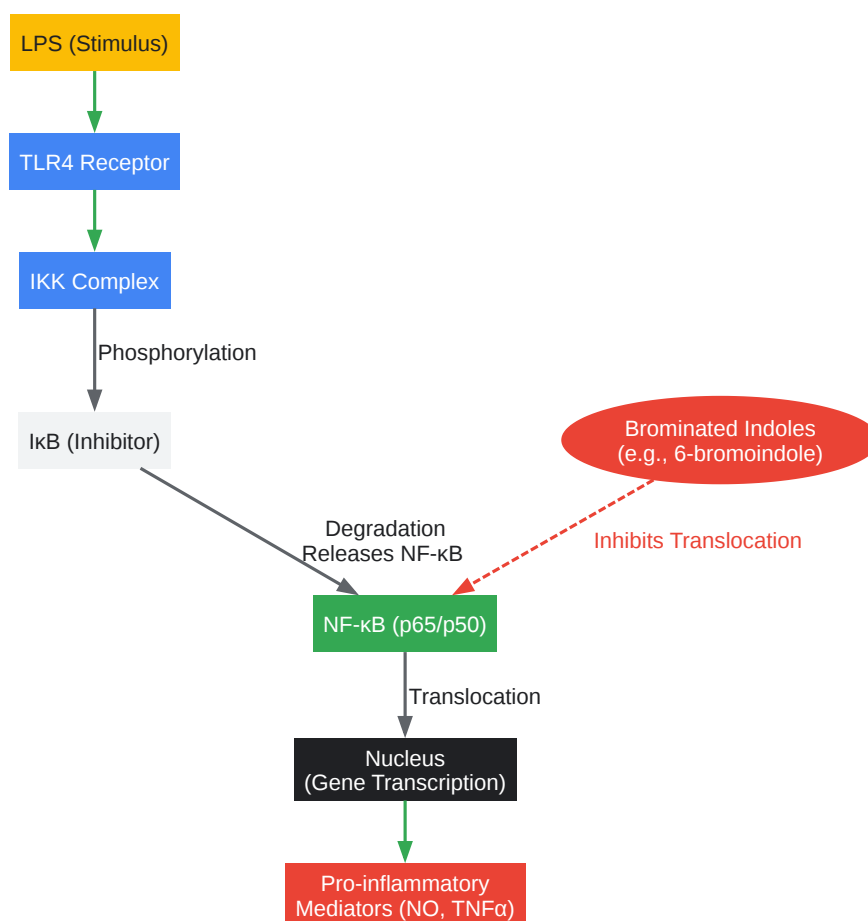 LPS (Stimulus)
TLR4 Receptor
IKK Complex
Phosphorylation
IκB (Inhibitor)
Brominated Indoles
(e.g., 6-bromoindole)
Degradation
Releases NF-κB
Inhibits Translocation
NF-κB (p65/p50)
Translocation
Nucleus
(Gene Transcription)
Pro-inflammatory
Mediators (NO, TNFα)